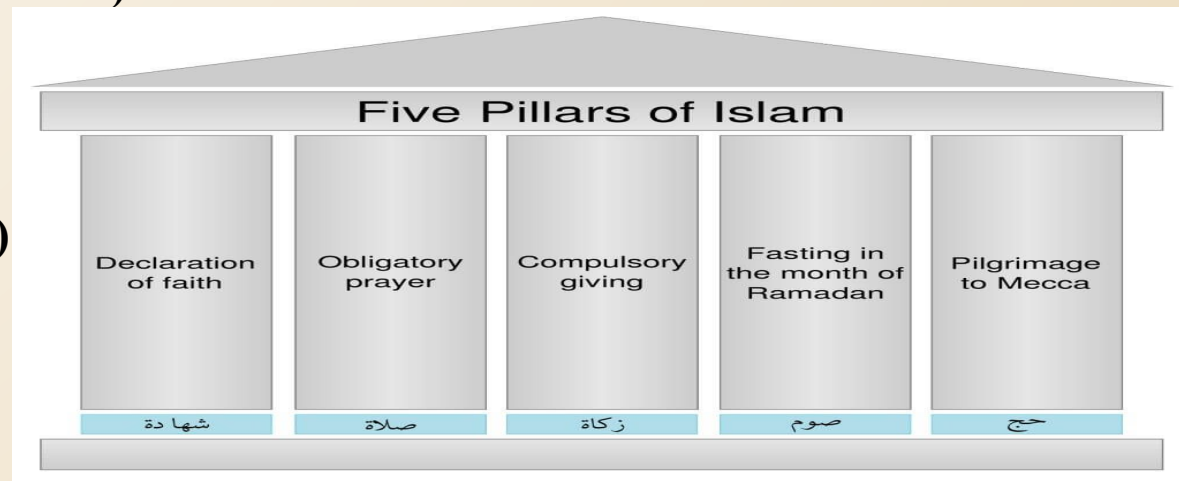 )
Five Pillars of Islam
)
Declaration
of faith
Obligatory
prayer
Compulsory
giving
Fasting in
the month of
Ramadan
Pilgrimage
to Mecca
شها دة
صلاة
زكاة
صوم
حج